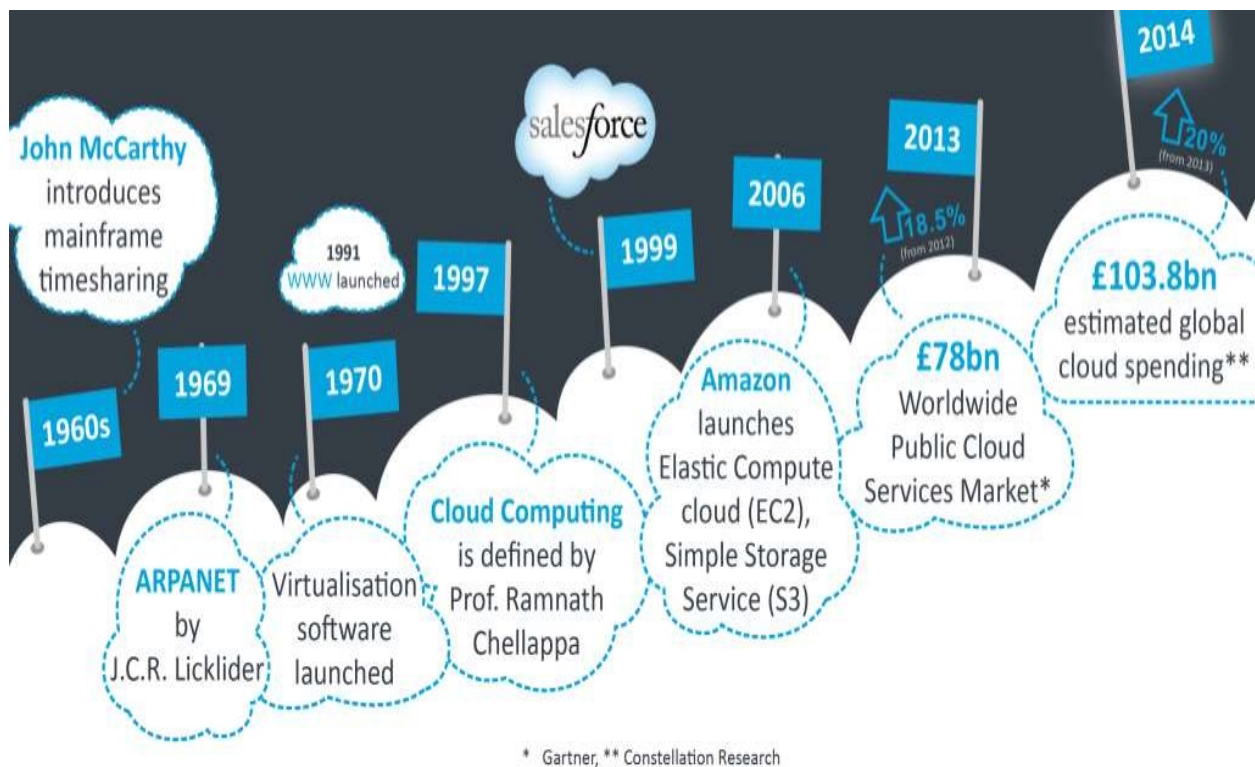 John McCarthy
introduces
mainframe
timesharing
1960s
1969
ARPANET
by
J.C.R. Licklider
1970
Virtualisation
software
launched
1991
WWW launched
1997
Cloud Computing
is defined by
Prof. Ramnath
Chellappa
salesforce
1999
2006
Amazon
launches
Elastic Compute
cloud (EC2),
Simple Storage
Service (S3)
2013
18.5%
(from 2012)
£78bn
Worldwide
Public Cloud
Services Market*
2014
20%
(from 2013)
£103.8bn
estimated global
cloud spending**
* Gartner, ** Constellation Research